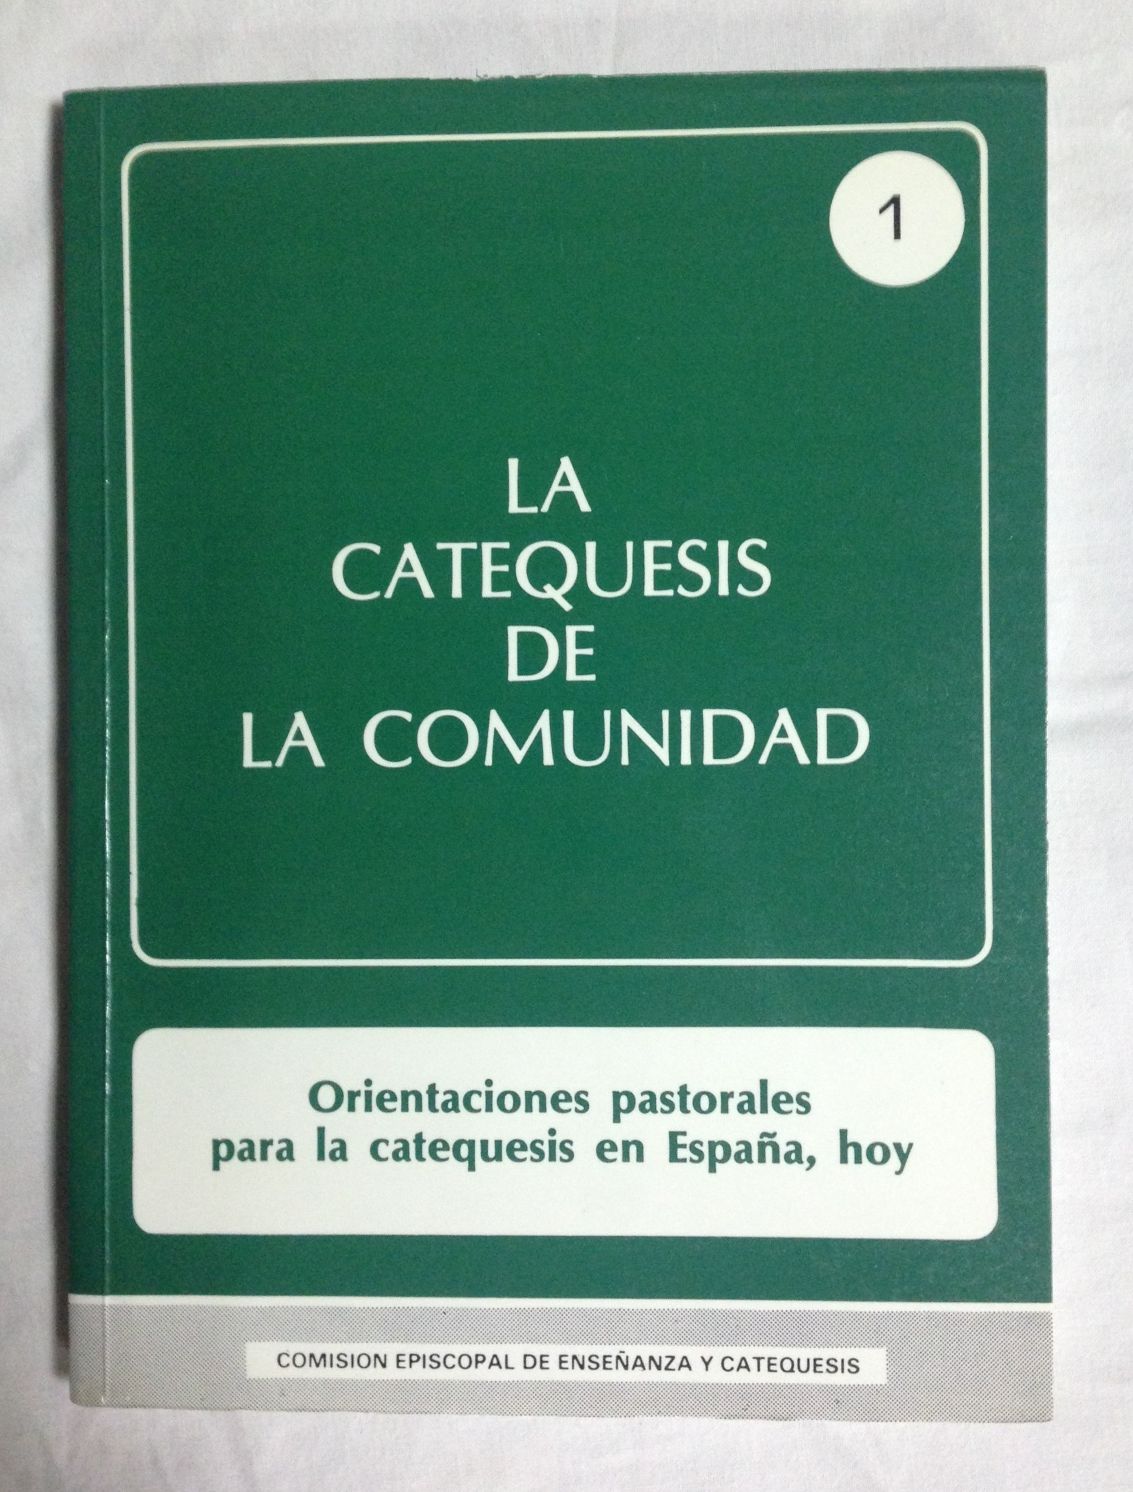 1
LA
CATEQUESIS
DE
LA COMUNIDAD
Orientaciones pastorales
para la catequesis en España, hoy
COMISION EPISCOPAL DE ENSEÑANZA Y CATEQUESIS